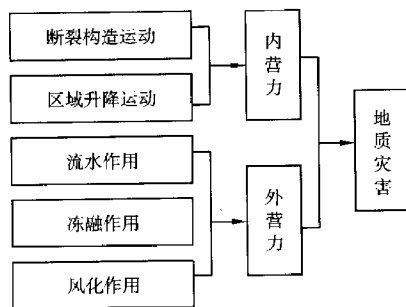 断裂构造运动
区域升降运动
流水作用
冻融作用
风化作用
内营力
外营力
地质灾害